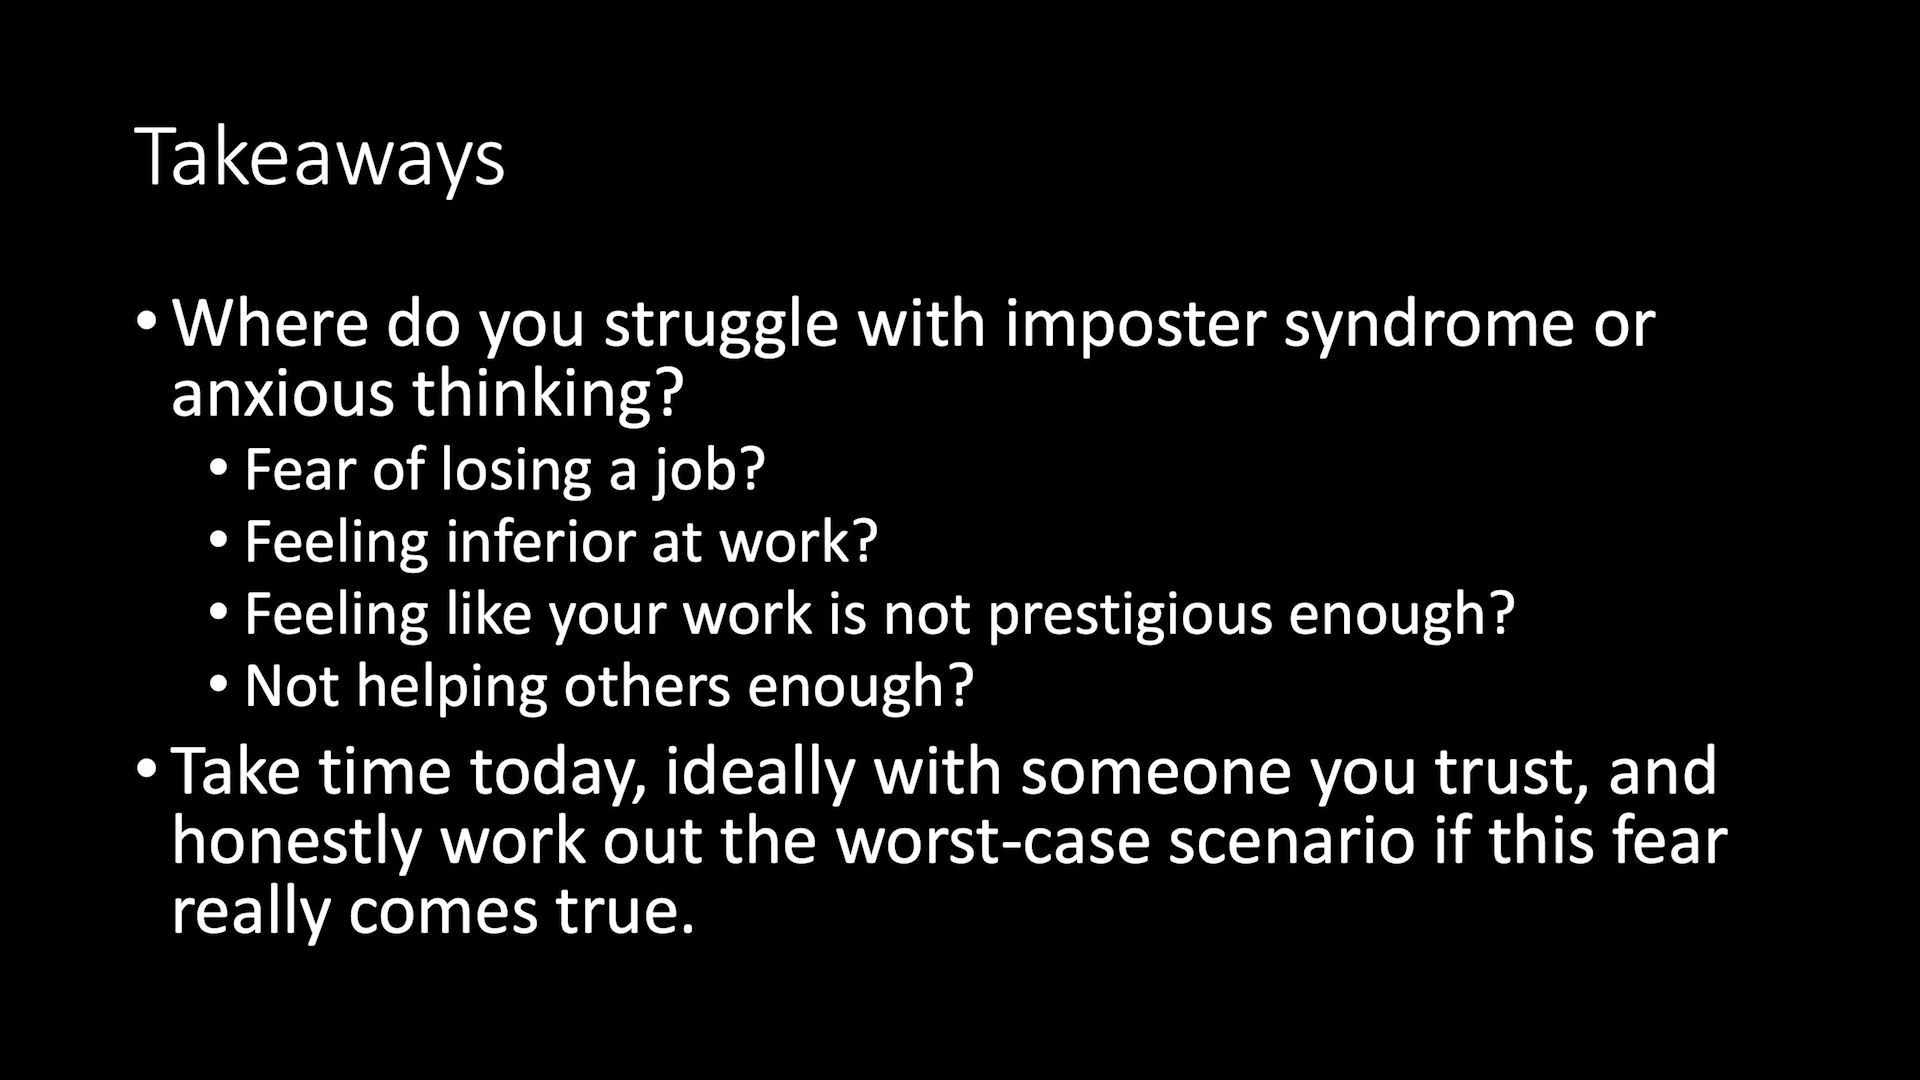 Takeaways
• Where do you struggle with imposter syndrome or
anxious thinking?
• Fear of losing a job?
• Feeling inferior at work?
• Feeling like your work is not prestigious enough?
• Not helping others enough?
• Take time today, ideally with someone you trust, and
honestly work out the worst-case scenario if this fear
really comes true.